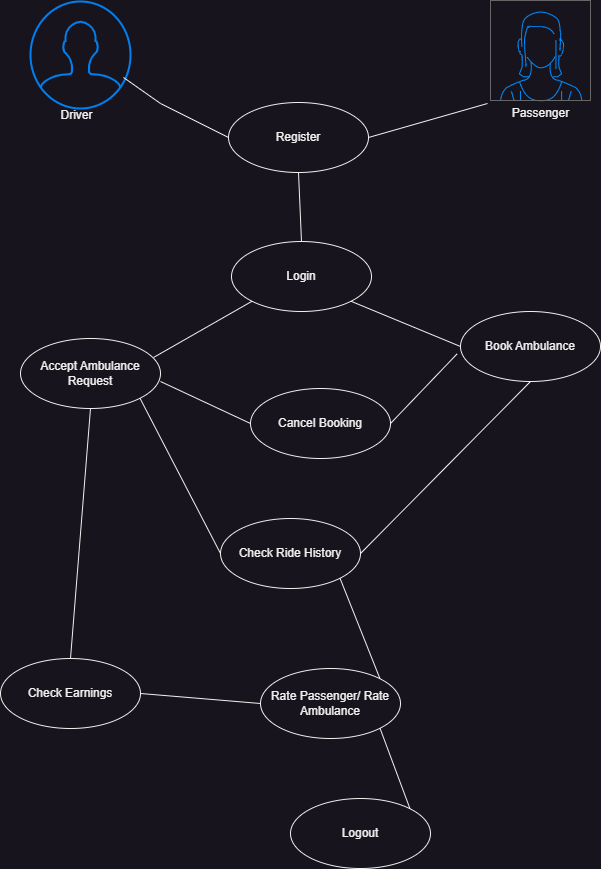 Driver
Passenger
Register
Login
Book Ambulance
Accept Ambulance
Request
Cancel Booking
Check Ride History
Check Earnings
Rate Passenger/ Rate
Ambulance
Logout